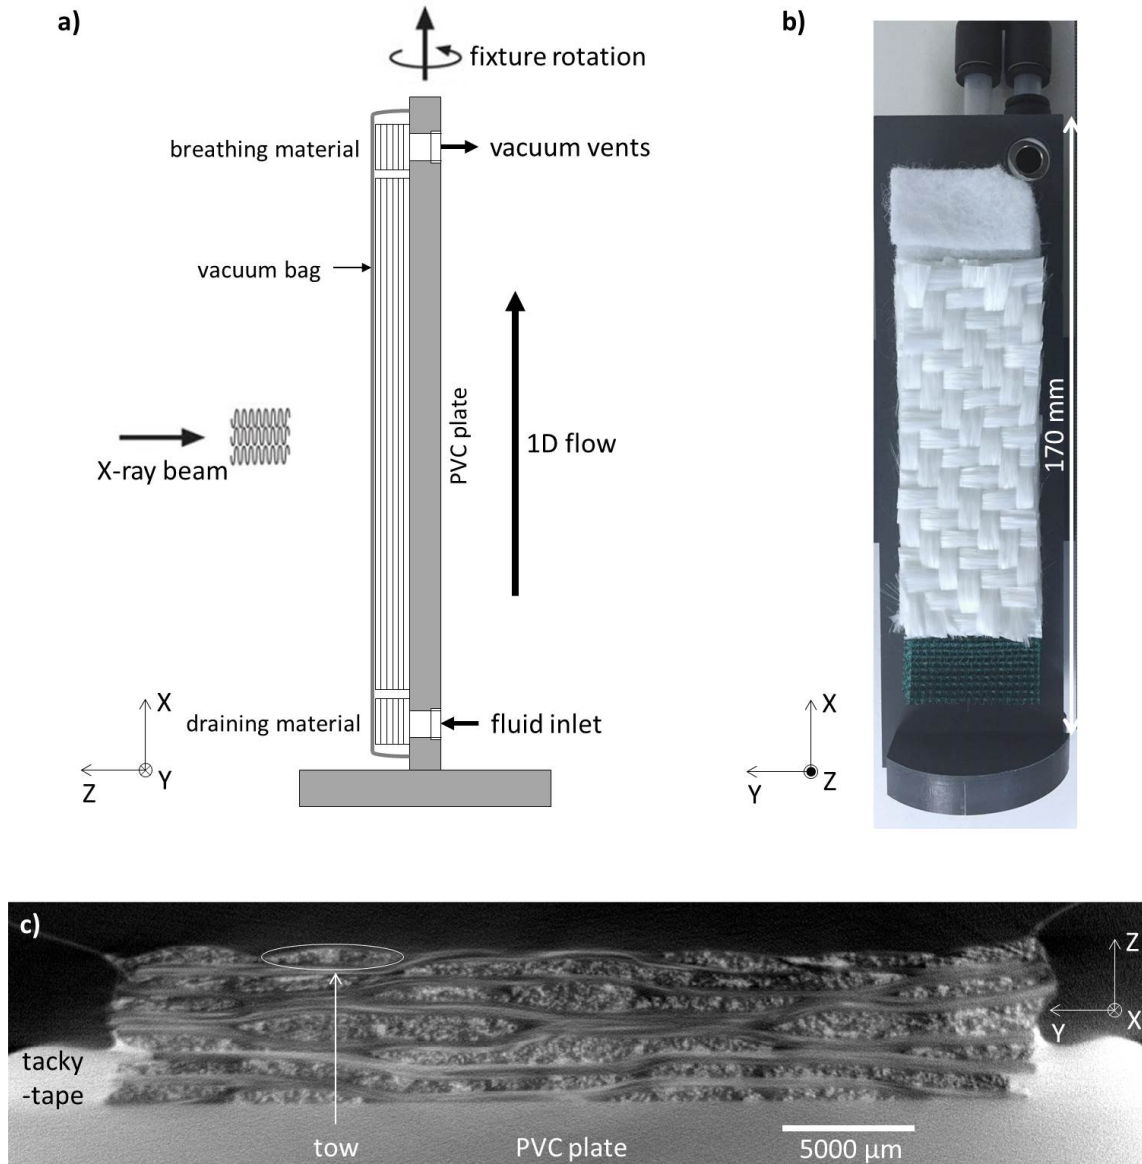 a)
fixture rotation
breathing material
vacuum vents
vacuum bag
X-ray beam
PVC plate
1D flow
draining material
fluid inlet
X
Z
Y
b)
170 mm
X
Y
Z
c)
Z
Y
X
tacky
-tape
tow
PVC plate
5000 µm